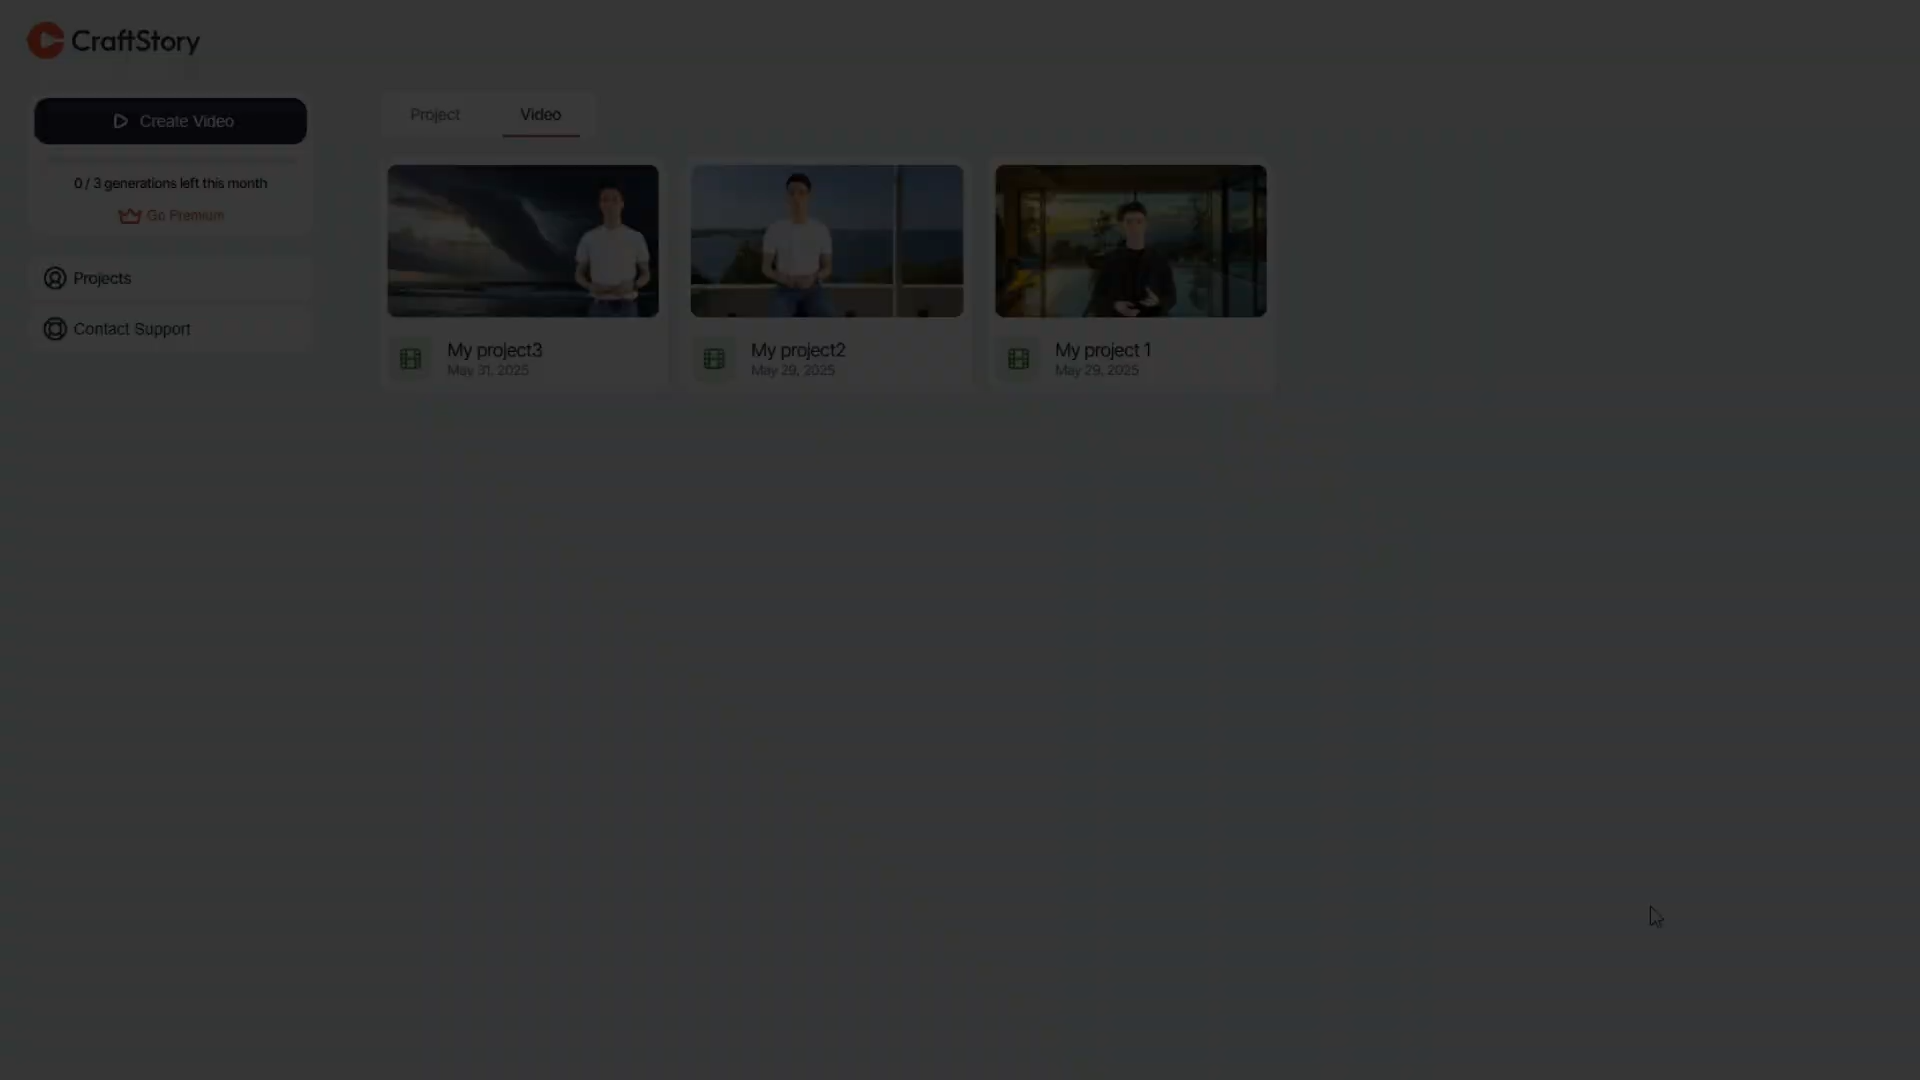 CraftStory
Create Video
0 / 3 generations left this month
Go Premium
Projects
Contact Support
Project Video
My project3
May 31, 2025
My project2
May 29, 2025
My project 1
May 29, 2025